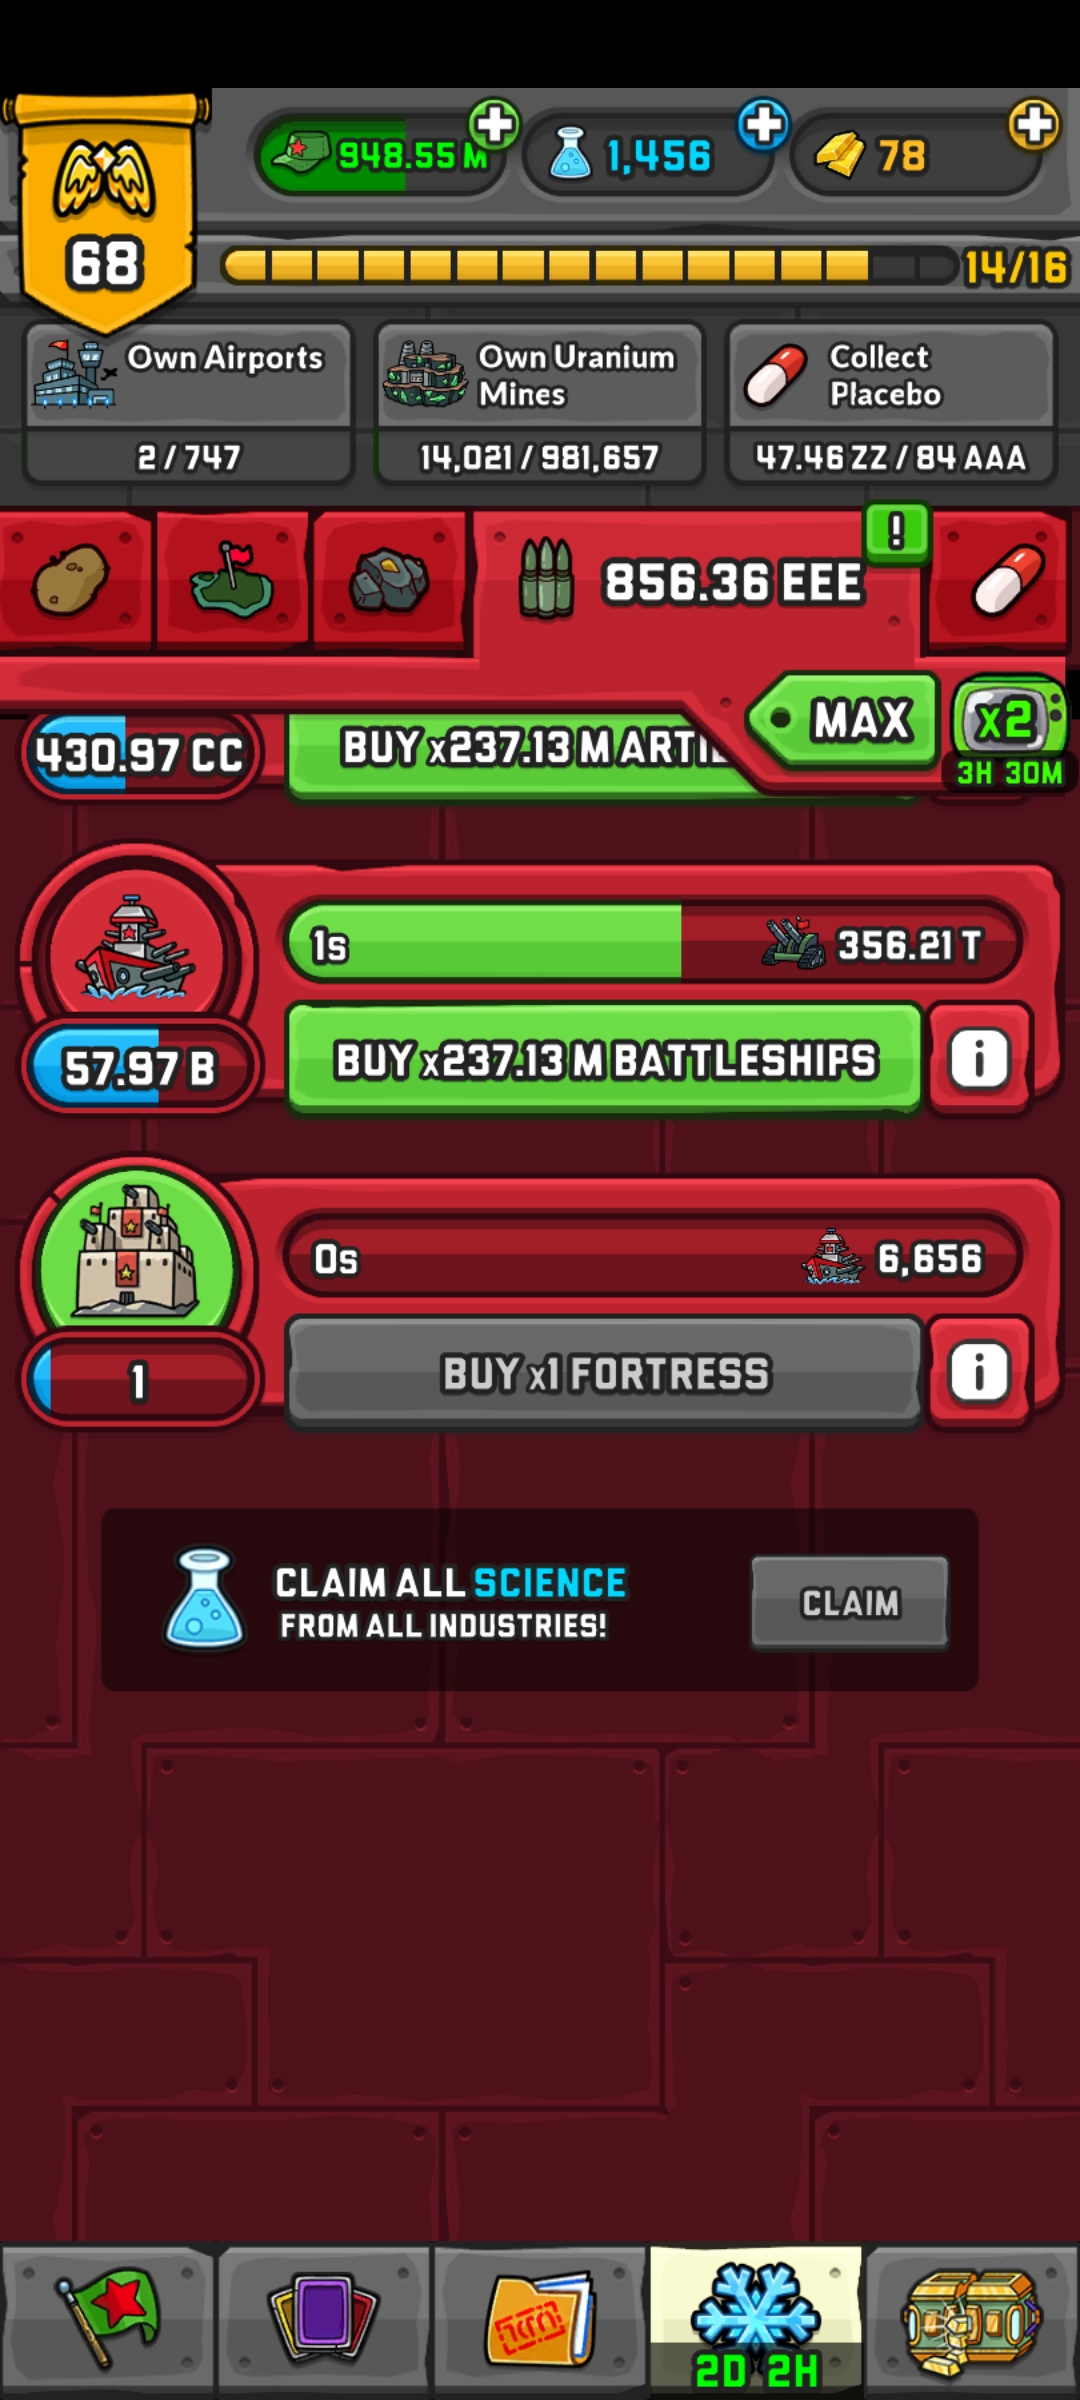 948.55 M
1,456
78
68
14/16
Own Airports
2 / 747
Own Uranium
Mines
14,021 / 981,657
Collect
Placebo
47.46 ZZ / 84 AAA
856.36 EEE
!
MAX
x2
3H 30M
430.97 CC
BUY x237.13 M
1s
356.21 T
57.97 B
BUY x237.13 M BATTLESHIPS
i
0s
6,656
1
BUY x1 FORTRESS
i
CLAIM ALL SCIENCE
FROM ALL INDUSTRIES!
CLAIM
2D 2H